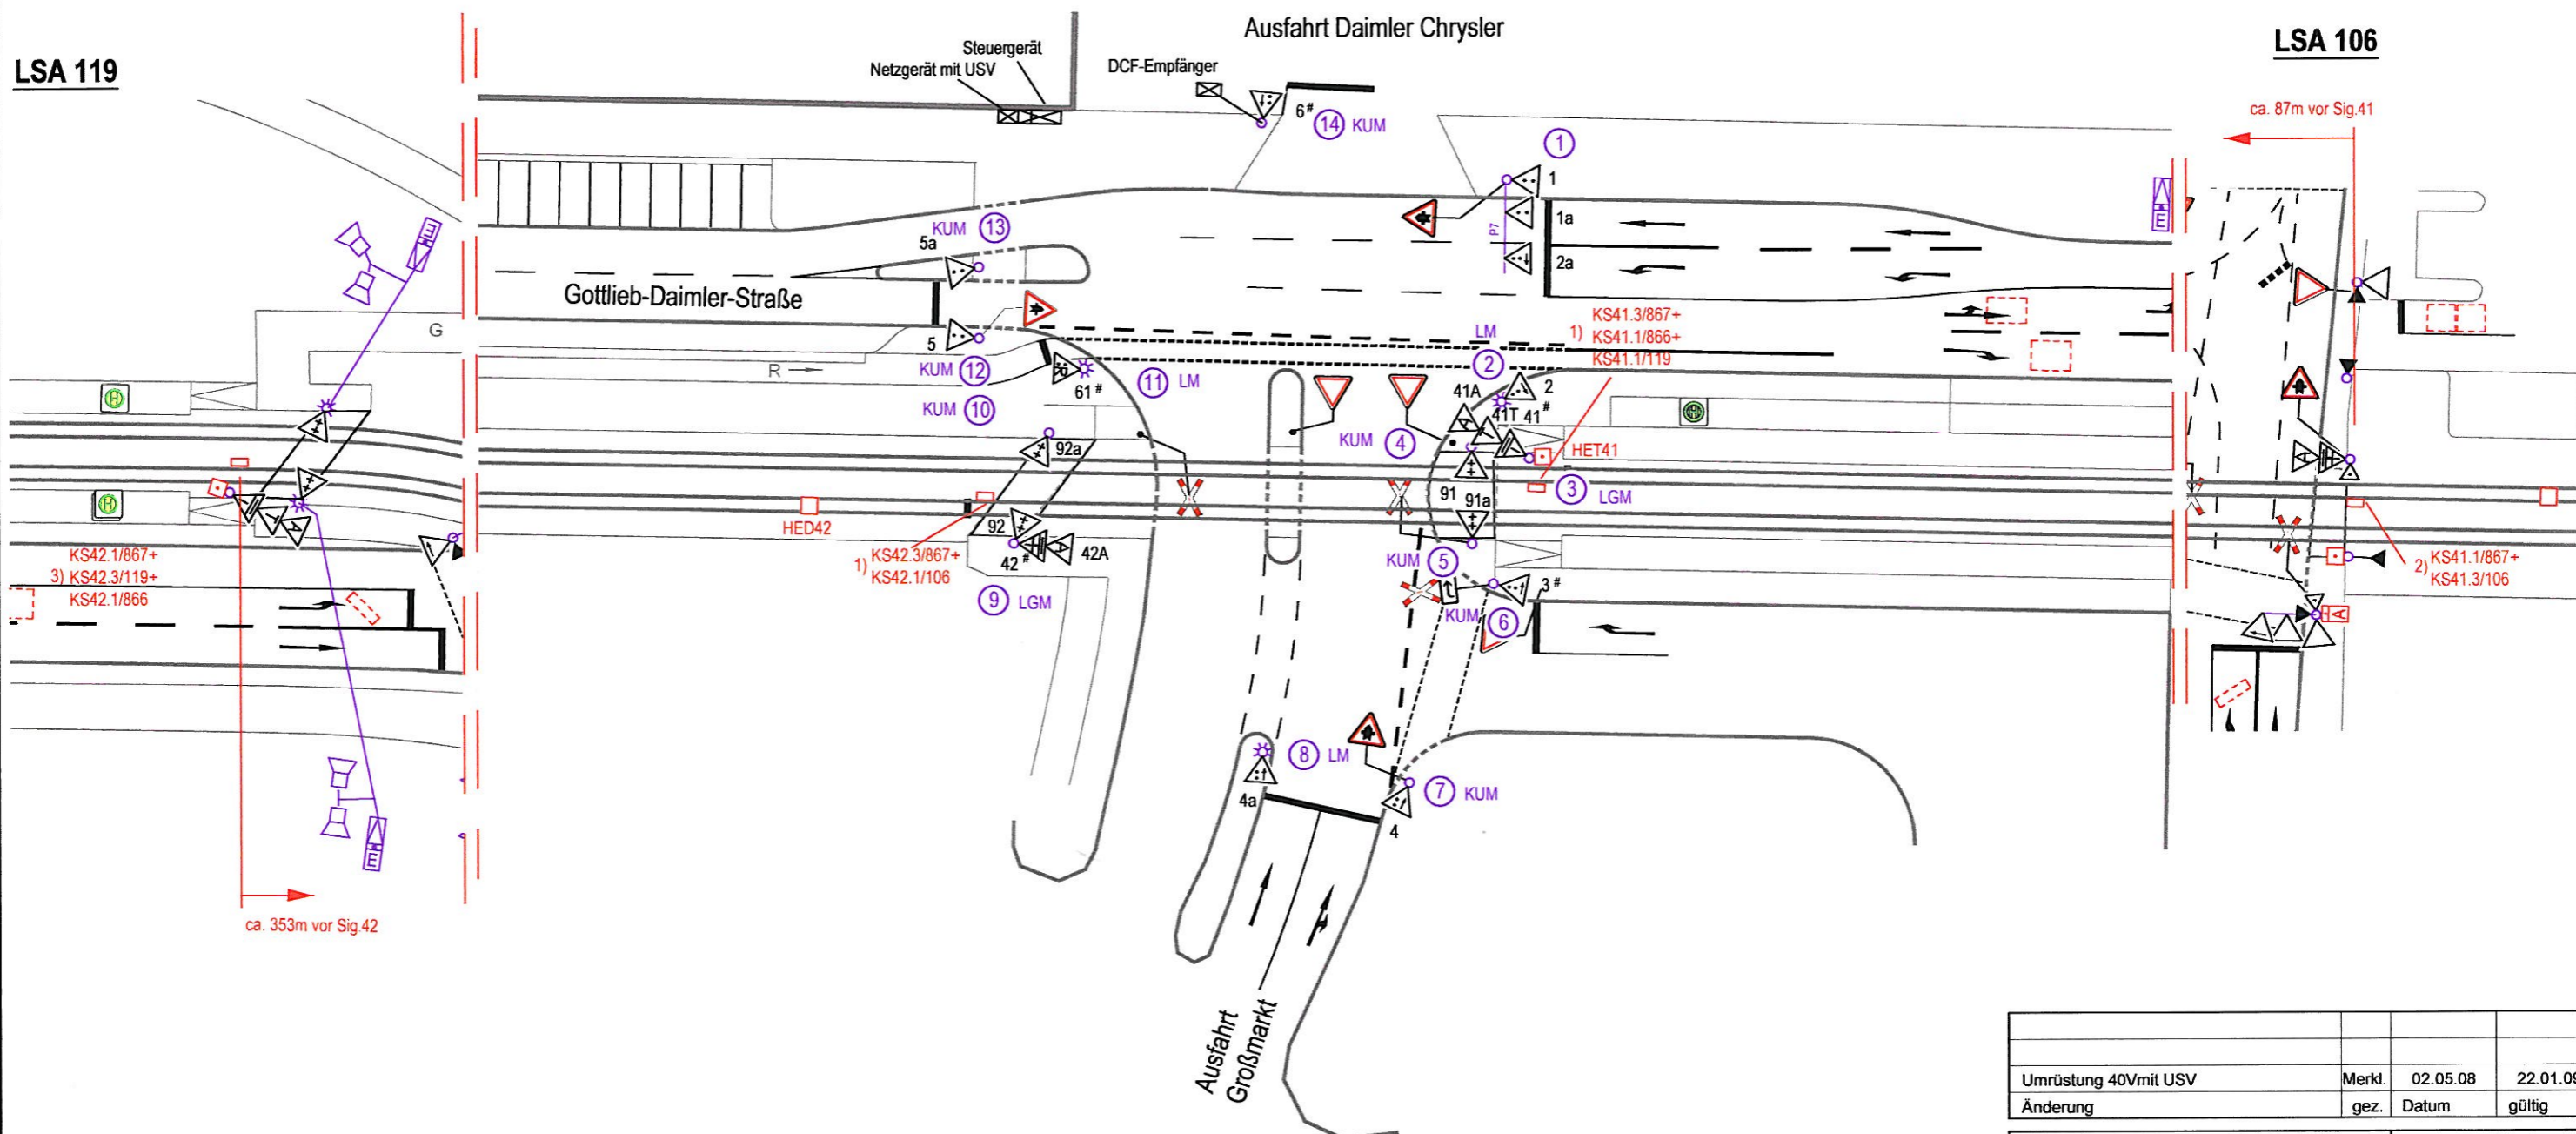 LSA 119
Ausfahrt Daimler Chrysler
LSA 106
Steuergerät
Netzgerät mit USV
DCF-Empfänger
6#
14 KUM
ca. 87m vor Sig.41
1
1
1a
P7
2a
E
E
KUM 13
5a
Gottlieb-Daimler-Straße
G
5
R
KUM 12
61#
11 LM
KUM 10
LM
2
1) KS41.3/867+
KS41.1/866+
KS41.1/119
41A
2
41T
41#
A
KUM 4
HET41
H
H
H
92a
91
91a
3 LGM
HED42
92
42#
A
42A
1) KS42.3/867+
KS42.1/106
9 LGM
KUM 5
3#
KUM 6
A
3) KS42.1/867+
KS42.3/119+
KS42.1/866
A
2) KS41.1/867+
KS41.3/106
A
8 LM
4a
7 KUM
4
E
ca. 353m vor Sig.42
Ausfahrt
Großmarkt
Umrüstung 40Vmit USV Merkl. 02.05.08 22.01.09
Änderung gez. Datum gültig